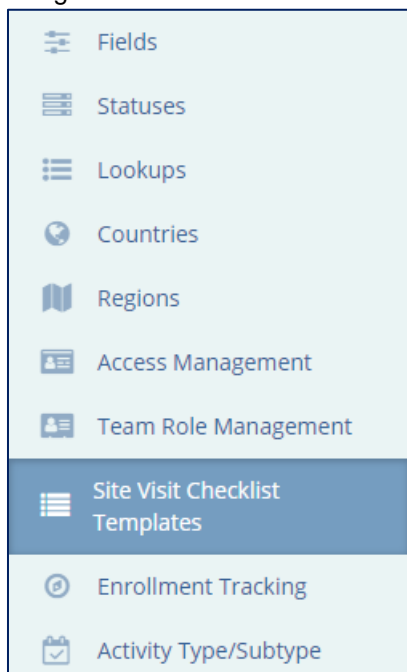 Fields
Statuses
Lookups
Countries
Regions
Access Management
Team Role Management
Site Visit Checklist
Templates
Enrollment Tracking
Activity Type/Subtype